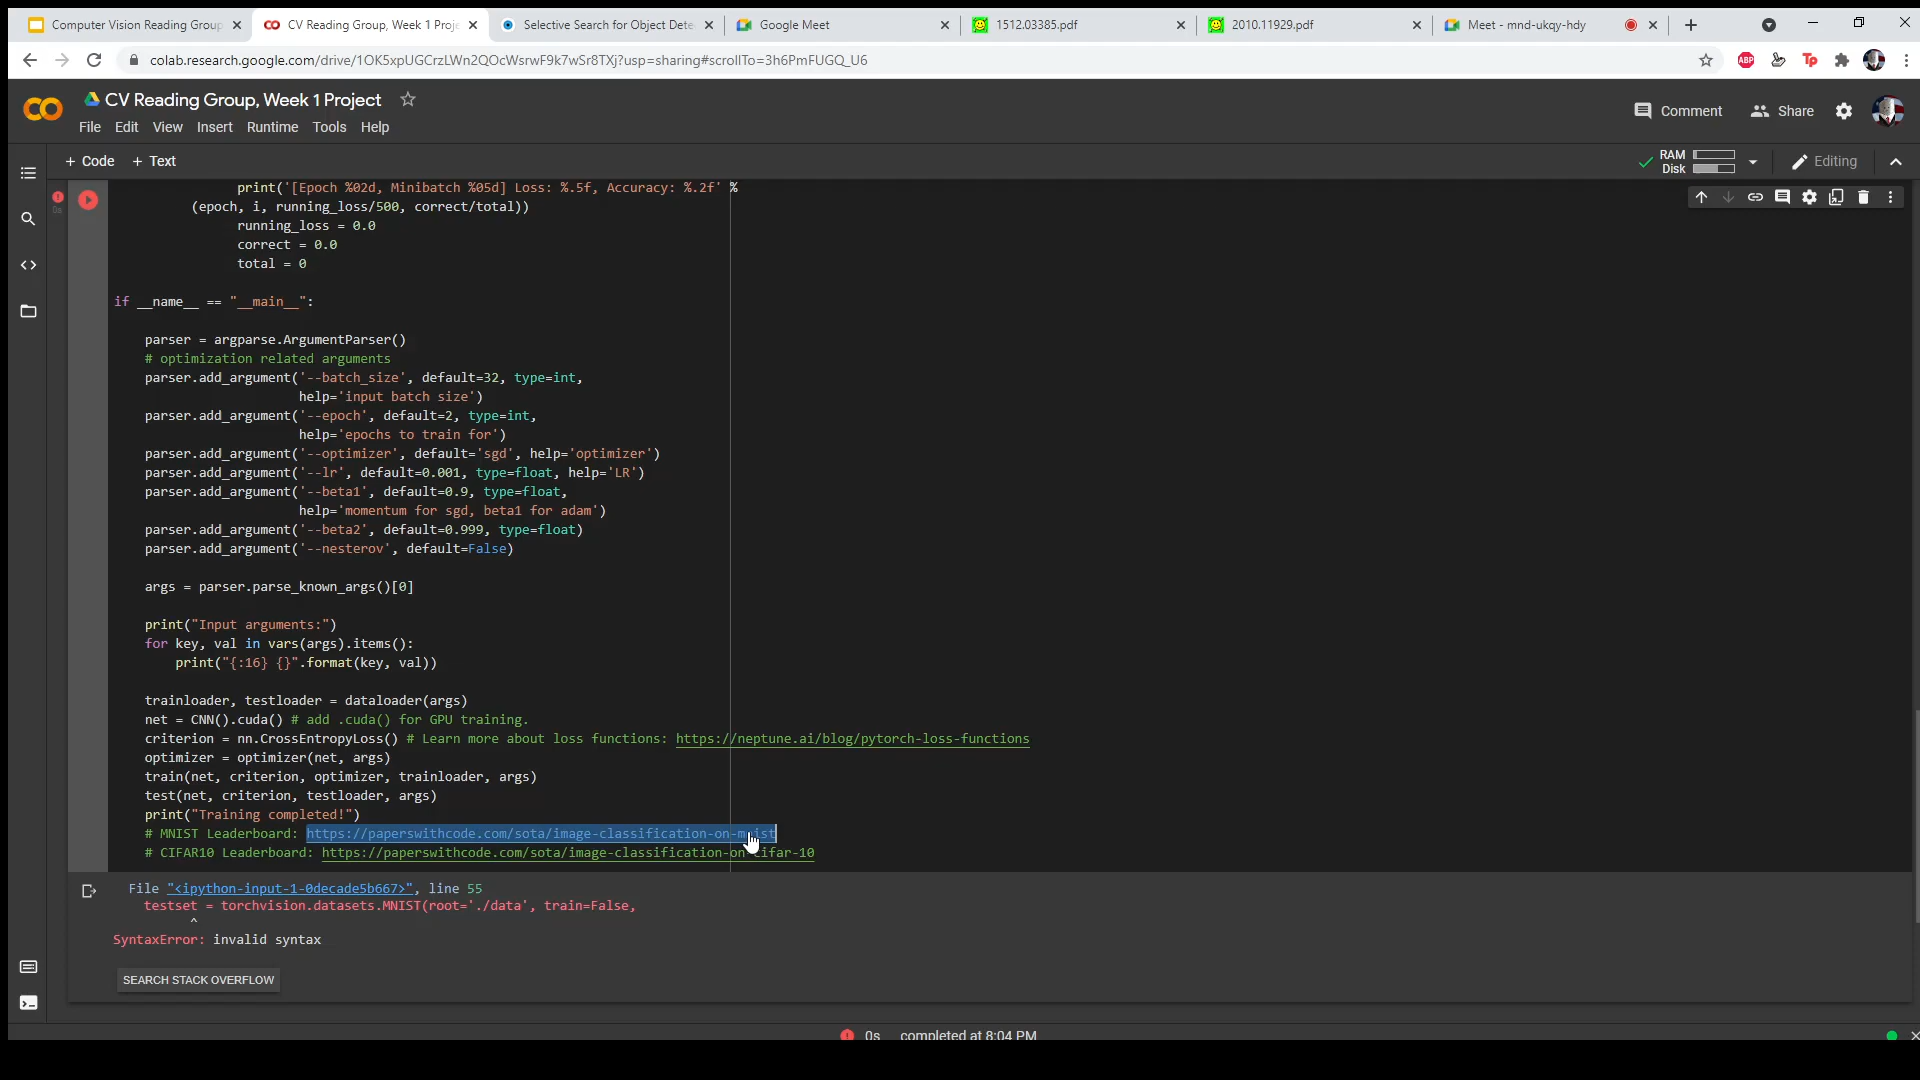 Computer Vision Reading Group
CV Reading Group, Week 1 Proje
Selective Search for Object Dete
Google Meet
1512.03385.pdf
2010.11929.pdf
Meet - mnd-ukqy-hdy
colab.research.google.com/drive/1OK5xpUGCrzLWn2QOcWsrwF9k7wSr8TXj?usp=sharing#scrollTo=3h6PmFUGQ_U6
ABP
Tp
CV Reading Group, Week 1 Project
Comment
Share
File Edit View Insert Runtime Tools Help
+ Code + Text
RAM
Disk
Editing
print('[Epoch %02d, Minibatch %05d] Loss: %.5f, Accuracy: %.2f' %
(epoch, i, running_loss/500, correct/total))
running_loss = 0.0
correct = 0.0
total = 0
if __name__ == "__main__":
parser = argparse.ArgumentParser()
# optimization related arguments
parser.add_argument('--batch_size', default=32, type=int,
help='input batch size')
parser.add_argument('--epoch', default=2, type=int,
help='epochs to train for')
parser.add_argument('--optimizer', default='sgd', help='optimizer')
parser.add_argument('--lr', default=0.001, type=float, help='LR')
parser.add_argument('--beta1', default=0.9, type=float,
help='momentum for sgd, beta1 for adam')
parser.add_argument('--beta2', default=0.999, type=float)
parser.add_argument('--nesterov', default=False)
args = parser.parse_known_args()[0]
print("Input arguments:")
for key, val in vars(args).items():
print("{:16} {}".format(key, val))
trainloader, testloader = dataloader(args)
net = CNN().cuda() # add .cuda() for GPU training.
criterion = nn.CrossEntropyLoss() # Learn more about loss functions: https://neptune.ai/blog/pytorch-loss-functions
optimizer = optimizer(net, args)
train(net, criterion, optimizer, trainloader, args)
test(net, criterion, testloader, args)
print("Training completed!")
# MNIST Leaderboard: https://paperswithcode.com/sota/image-classification-on-mnist
# CIFAR10 Leaderboard: https://paperswithcode.com/sota/image-classification-on-cifar-10
File "<ipython-input-1-0decade5b667>", line 55
testset = torchvision.datasets.MNIST(root='./data', train=False,
^
SyntaxError: invalid syntax
SEARCH STACK OVERFLOW
0s completed at 8:04 PM